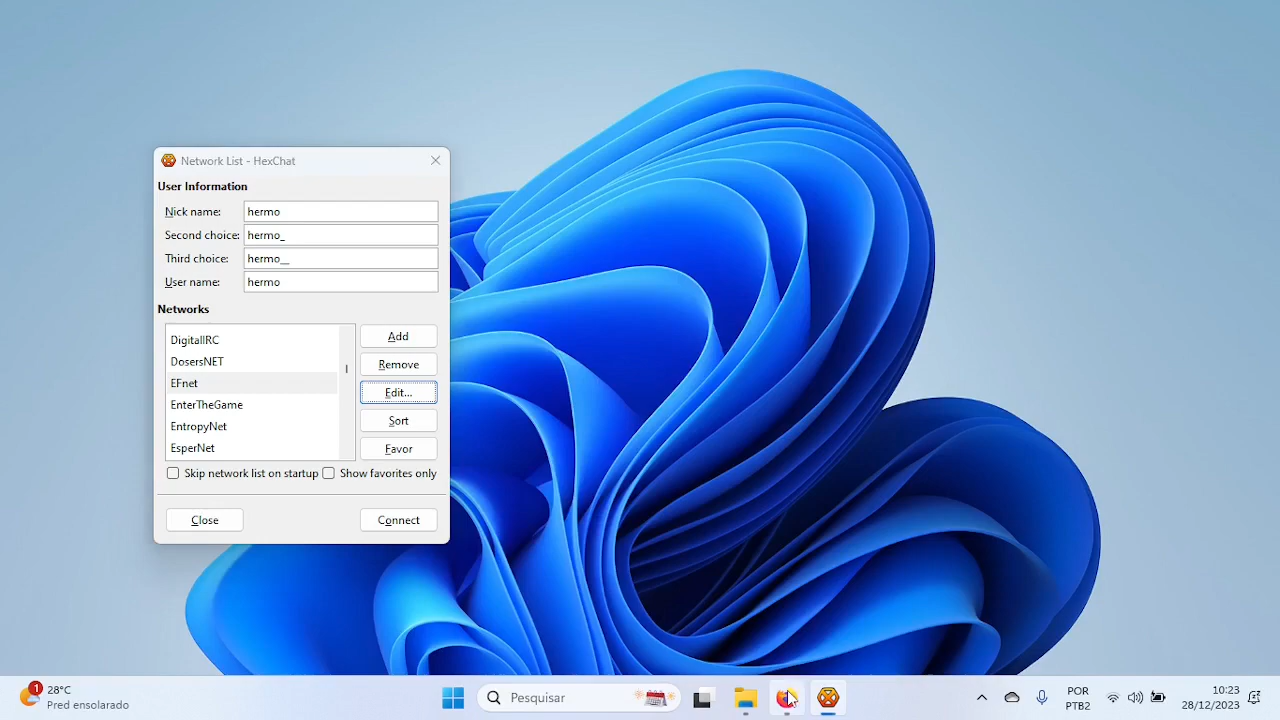 Network List - HexChat
User Information
Nick name: hermo
Second choice: hermo_
Third choice: hermo__
User name: hermo
Networks
DigitalIRC
DosersNET
EFnet
EnterTheGame
EntropyNet
EsperNet
Add
Remove
Edit...
Sort
Favor
Skip network list on startup
Show favorites only
Close
Connect
1
28°C
Pred ensolarado
Pesquisar
POR
PTB2
10:23
28/12/2023